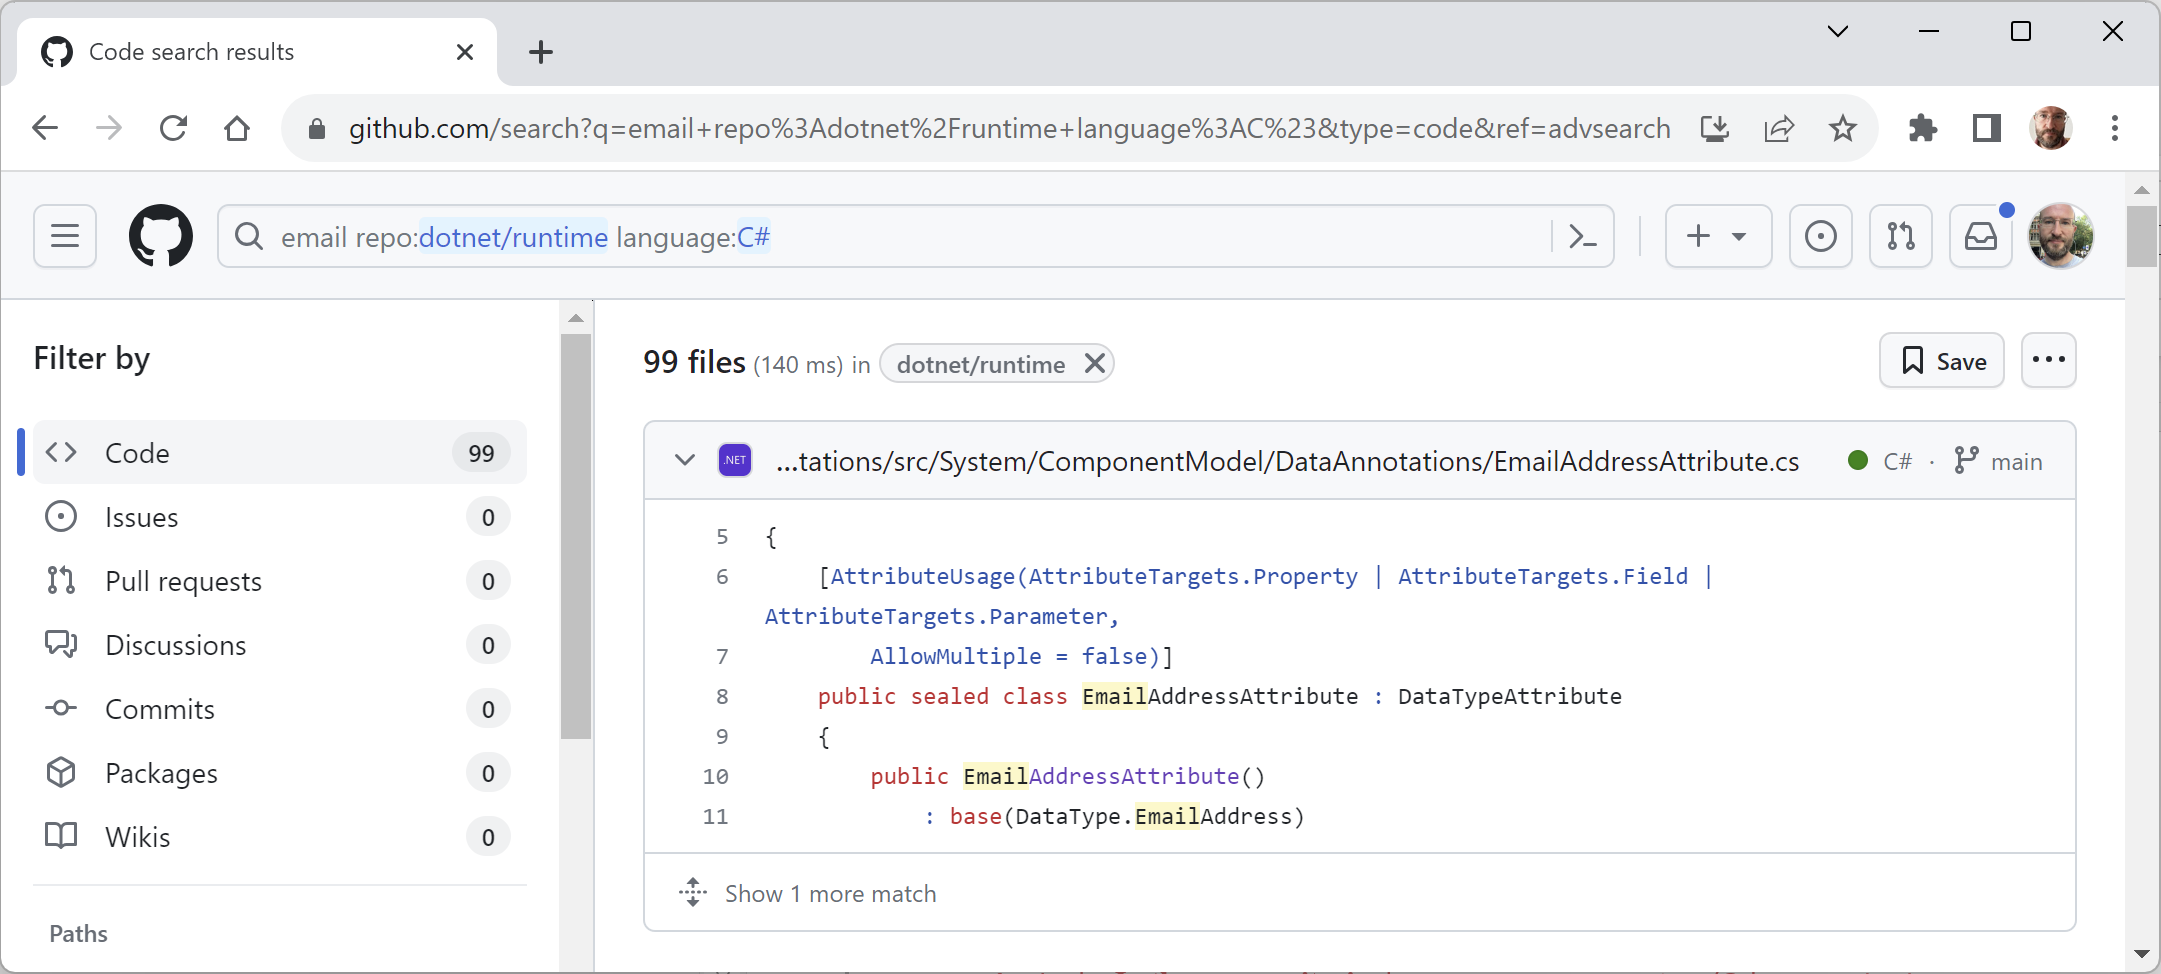 Code search results
github.com/search?q=email+repo%3Adotnet%2Fruntime+language%3AC%23&type=code&ref=advsearch
email repo:dotnet/runtime language:C#
Filter by
Code 99
Issues 0
Pull requests 0
Discussions 0
Commits 0
Packages 0
Wikis 0
Paths
99 files (140 ms) in dotnet/runtime
Save
.NET ...tations/src/System/ComponentModel/DataAnnotations/EmailAddressAttribute.cs C# · main
5 {
6 [AttributeUsage(AttributeTargets.Property | AttributeTargets.Field |
AttributeTargets.Parameter,
7 AllowMultiple = false)]
8 public sealed class EmailAddressAttribute : DataTypeAttribute
9 {
10 public EmailAddressAttribute()
11 : base(DataType.EmailAddress)
Show 1 more match